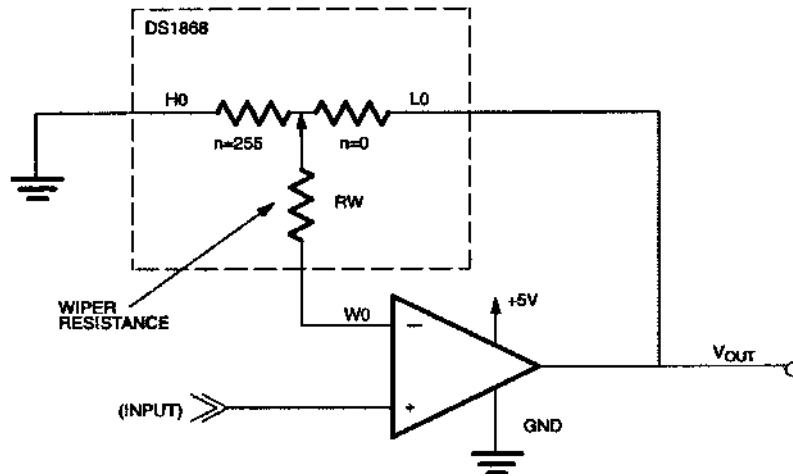 DS1868
H0
L0
n=255
n=0
RW
WIPER
RESISTANCE
W0
+5V
−
VOUT
(INPUT)
+
GND